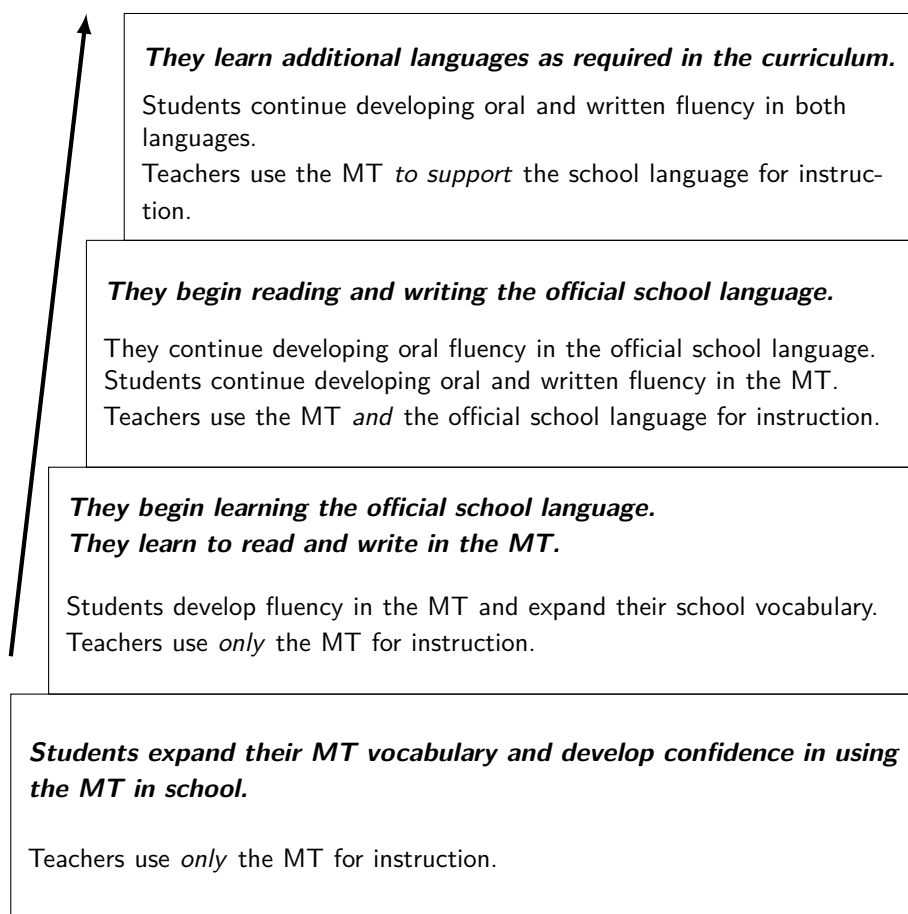 They learn additional languages as required in the curriculum.
Students continue developing oral and written fluency in both
languages.
Teachers use the MT to support the school language for instruc-
tion.
They begin reading and writing the official school language.
They continue developing oral fluency in the official school language.
Students continue developing oral and written fluency in the MT.
Teachers use the MT and the official school language for instruction.
They begin learning the official school language.
They learn to read and write in the MT.
Students develop fluency in the MT and expand their school vocabulary.
Teachers use only the MT for instruction.
Students expand their MT vocabulary and develop confidence in using
the MT in school.
Teachers use only the MT for instruction.